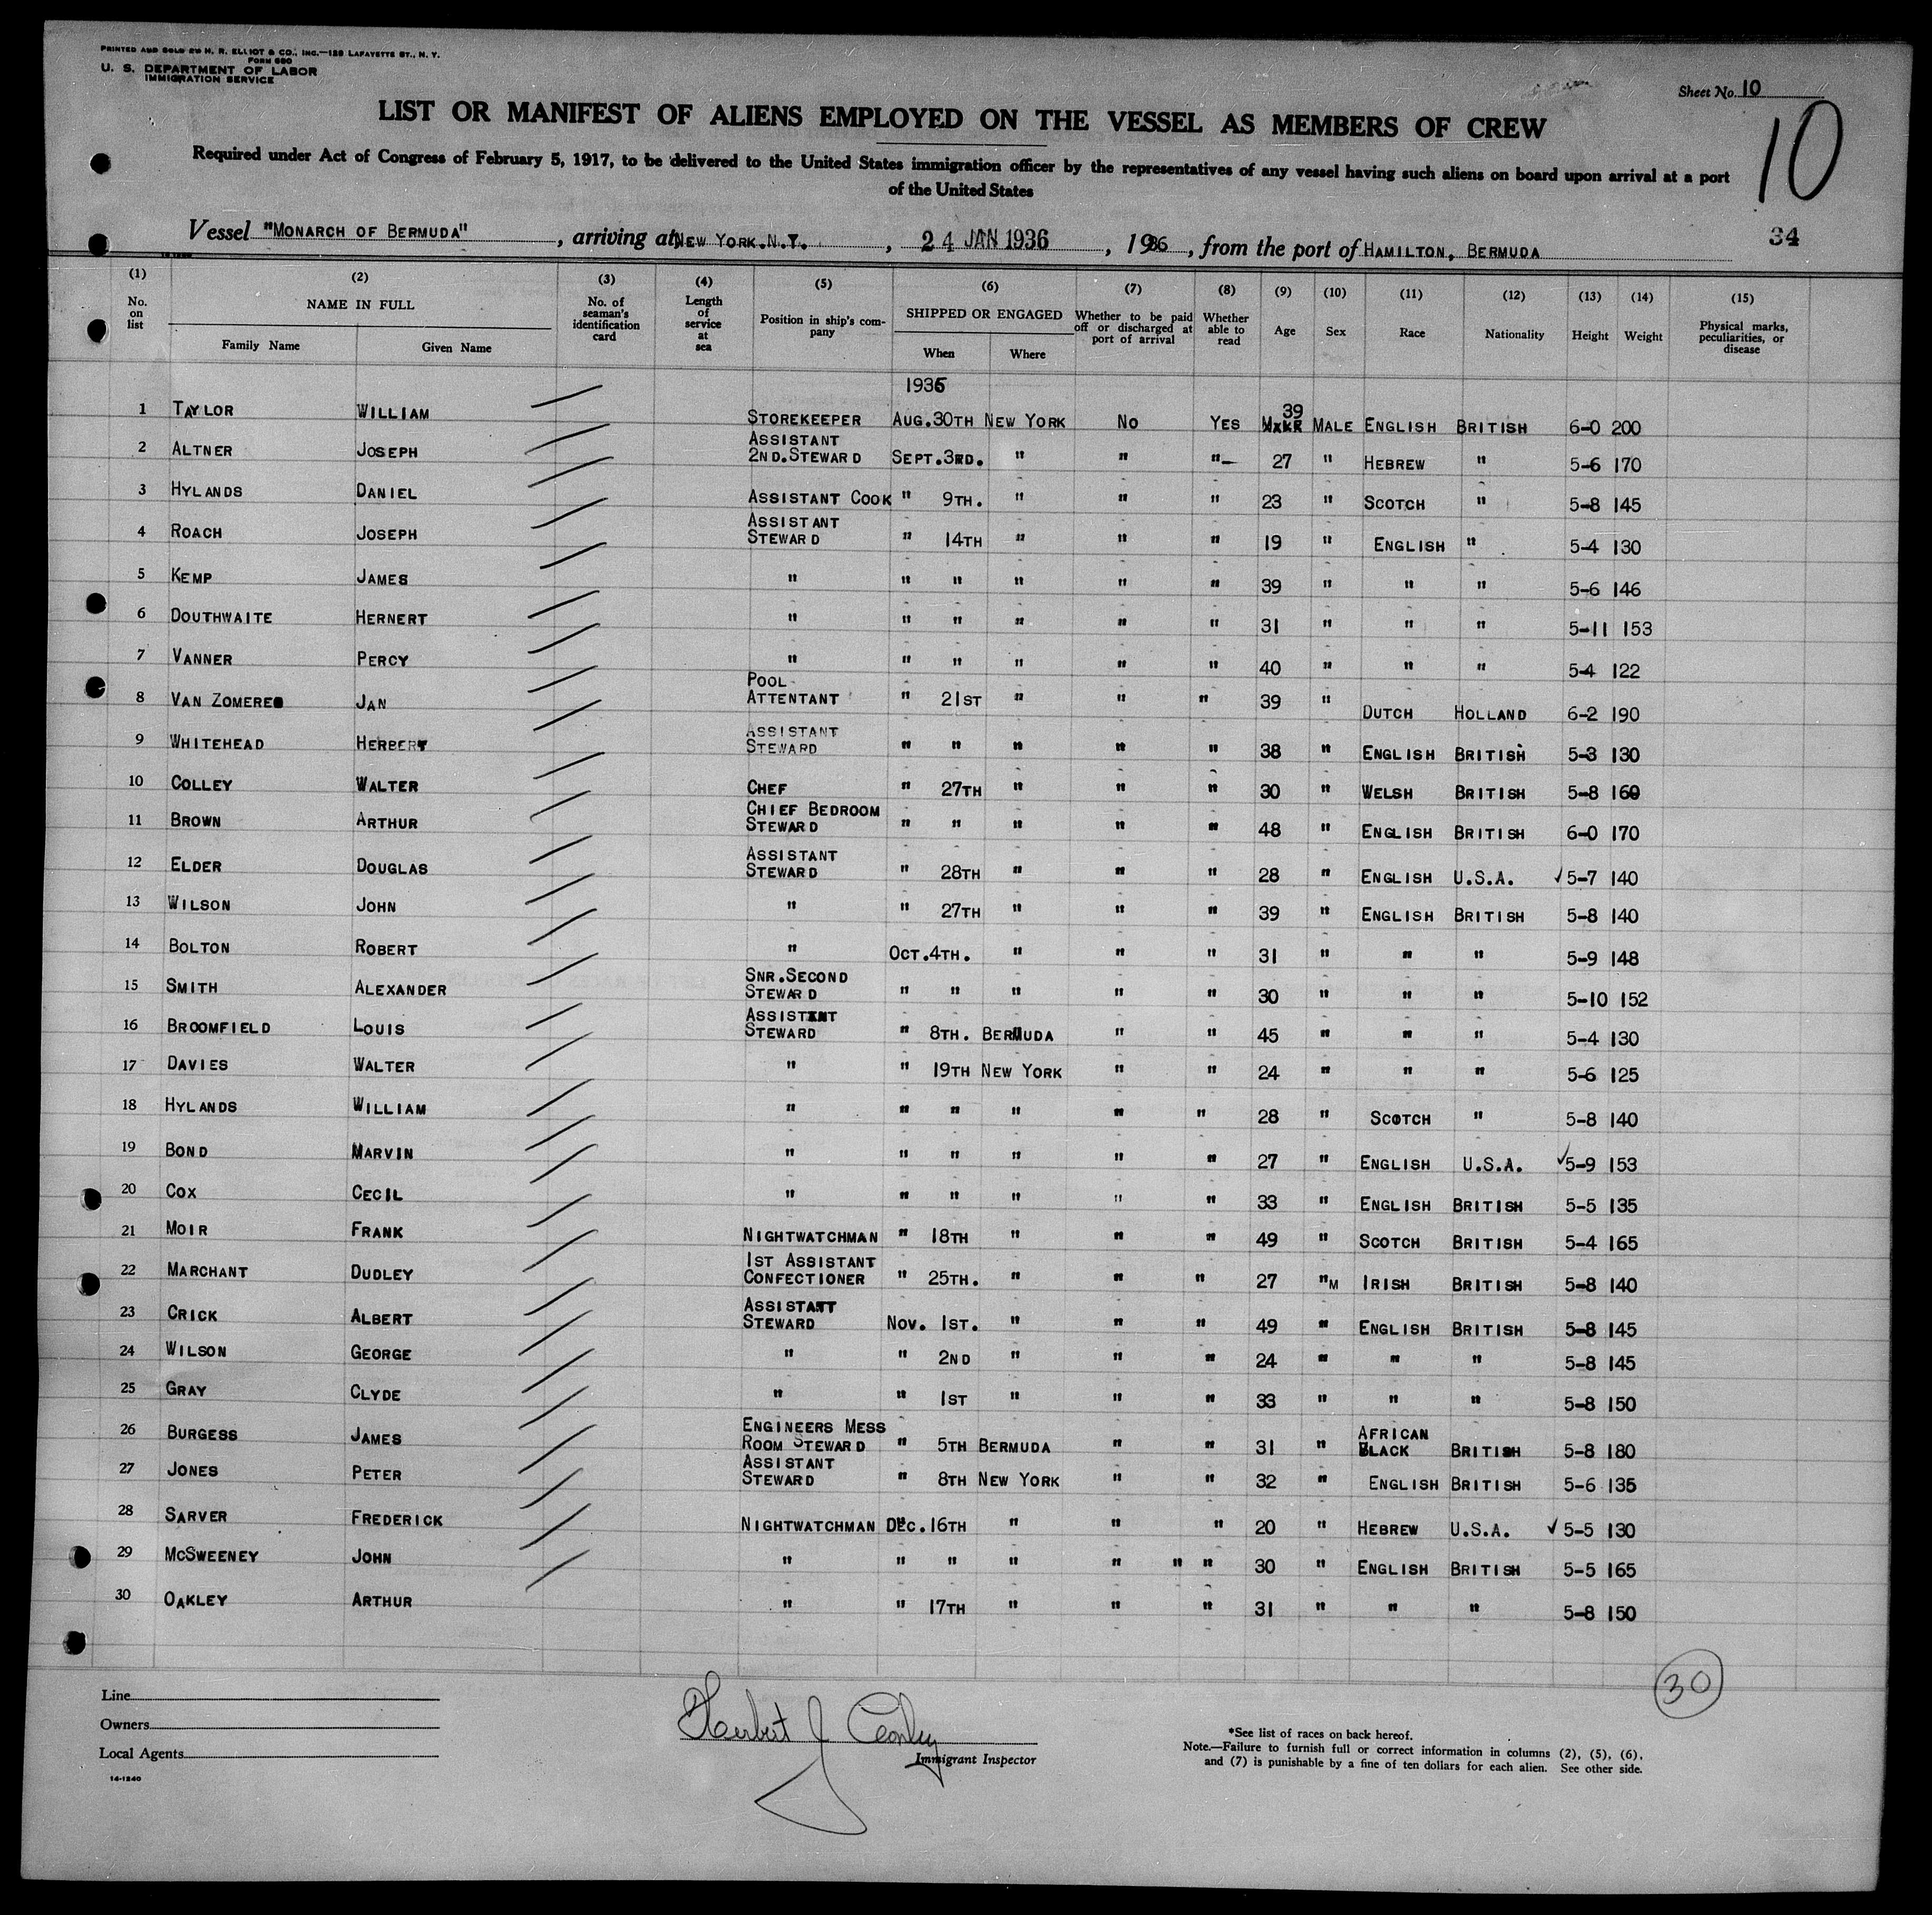 PRINTED AND SOLD BY H. R. ELLIOT & CO., INC.—129 LAFAYETTE ST., N. Y.
FORM 680
U. S. DEPARTMENT OF LABOR
IMMIGRATION SERVICE
Sheet No. 10
10
LIST OR MANIFEST OF ALIENS EMPLOYED ON THE VESSEL AS MEMBERS OF CREW
Required under Act of Congress of February 5, 1917, to be delivered to the United States immigration officer by the representatives of any vessel having such aliens on board upon arrival at a port
of the United States
Vessel "MONARCH OF BERMUDA", arriving at NEW YORK.N.Y., 24 JAN 1936, 1936, from the port of HAMILTON, BERMUDA
34
(1) No. on list (2) NAME IN FULL Family Name Given Name (3) No. of seaman's identification card (4) Length of service at sea (5) Position in ship's company (6) SHIPPED OR ENGAGED When Where (7) Whether to be paid off or discharged at port of arrival (8) Whether able to read (9) Age (10) Sex (11) Race (12) Nationality (13) Height (14) Weight (15) Physical marks, peculiarities, or disease
1935
1 TAYLOR WILLIAM STOREKEEPER AUG.30TH NEW YORK NO YES 39 MALE ENGLISH BRITISH 6-0 200
2 ALTNER JOSEPH ASSISTANT 2ND.STEWARD SEPT.3RD. " " " 27 " HEBREW " 5-6 170
3 HYLANDS DANIEL ASSISTANT COOK " 9TH. " " " 23 " SCOTCH " 5-8 145
4 ROACH JOSEPH ASSISTANT STEWARD " 14TH " " " 19 " ENGLISH " 5-4 130
5 KEMP JAMES " " " " " " 39 " " " 5-6 146
6 DOUTHWAITE HERNERT " " " " " " 31 " " " 5-11 153
7 VANNER PERCY " " " " " " 40 " " " 5-4 122
8 VAN ZOMEREN JAN POOL ATTENTANT " 21ST " " " 39 " DUTCH HOLLAND 6-2 190
9 WHITEHEAD HERBERT ASSISTANT STEWARD " " " " " 38 " ENGLISH BRITISH 5-3 130
10 COLLEY WALTER CHEF " 27TH " " " 30 " WELSH BRITISH 5-8 160
11 BROWN ARTHUR CHIEF BEDROOM STEWARD " " " " " 48 " ENGLISH BRITISH 6-0 170
12 ELDER DOUGLAS ASSISTANT STEWARD " 28TH " " " 28 " ENGLISH U.S.A. ✓ 5-7 140
13 WILSON JOHN " " 27TH " " " 39 " ENGLISH BRITISH 5-8 140
14 BOLTON ROBERT " OCT.4TH. " " " 31 " " " 5-9 148
15 SMITH ALEXANDER SNR.SECOND STEWARD " " " " " 30 " " " 5-10 152
16 BROOMFIELD LOUIS ASSISTANT STEWARD " 8TH. BERMUDA " " 45 " " " 5-4 130
17 DAVIES WALTER " " 19TH NEW YORK " " 24 " " " 5-6 125
18 HYLANDS WILLIAM " " " " " " 28 " SCOTCH " 5-8 140
19 BOND MARVIN " " " " " " 27 " ENGLISH U.S.A. ✓ 5-9 153
20 COX CECIL " " " " " " 33 " ENGLISH BRITISH 5-5 135
21 MOIR FRANK NIGHTWATCHMAN " 18TH " " " 49 " SCOTCH BRITISH 5-4 165
22 MARCHANT DUDLEY 1ST ASSISTANT CONFECTIONER " 25TH. " " " 27 "M IRISH BRITISH 5-8 140
23 CRICK ALBERT ASSISTATT STEWARD NOV. 1ST. " " " 49 " ENGLISH BRITISH 5-8 145
24 WILSON GEORGE " " 2ND " " " 24 " " " 5-8 145
25 GRAY CLYDE " " 1ST " " " 33 " " " 5-8 150
26 BURGESS JAMES ENGINEERS MESS ROOM STEWARD " 5TH BERMUDA " " 31 " AFRICAN BLACK BRITISH 5-8 180
27 JONES PETER ASSISTANT STEWARD " 8TH NEW YORK " " 32 " ENGLISH BRITISH 5-6 135
28 SARVER FREDERICK NIGHTWATCHMAN DEC.16TH " " " 20 " HEBREW U.S.A. ✓ 5-5 130
29 MCSWEENEY JOHN " " " " " " " 30 " ENGLISH BRITISH 5-5 165
30 OAKLEY ARTHUR " " 17TH " " " 31 " " " 5-8 150
30
Line
Owners
Local Agents
14-1240
Herbert J
Immigrant Inspector
*See list of races on back hereof.
Note.—Failure to furnish full or correct information in columns (2), (5), (6),
and (7) is punishable by a fine of ten dollars for each alien. See other side.